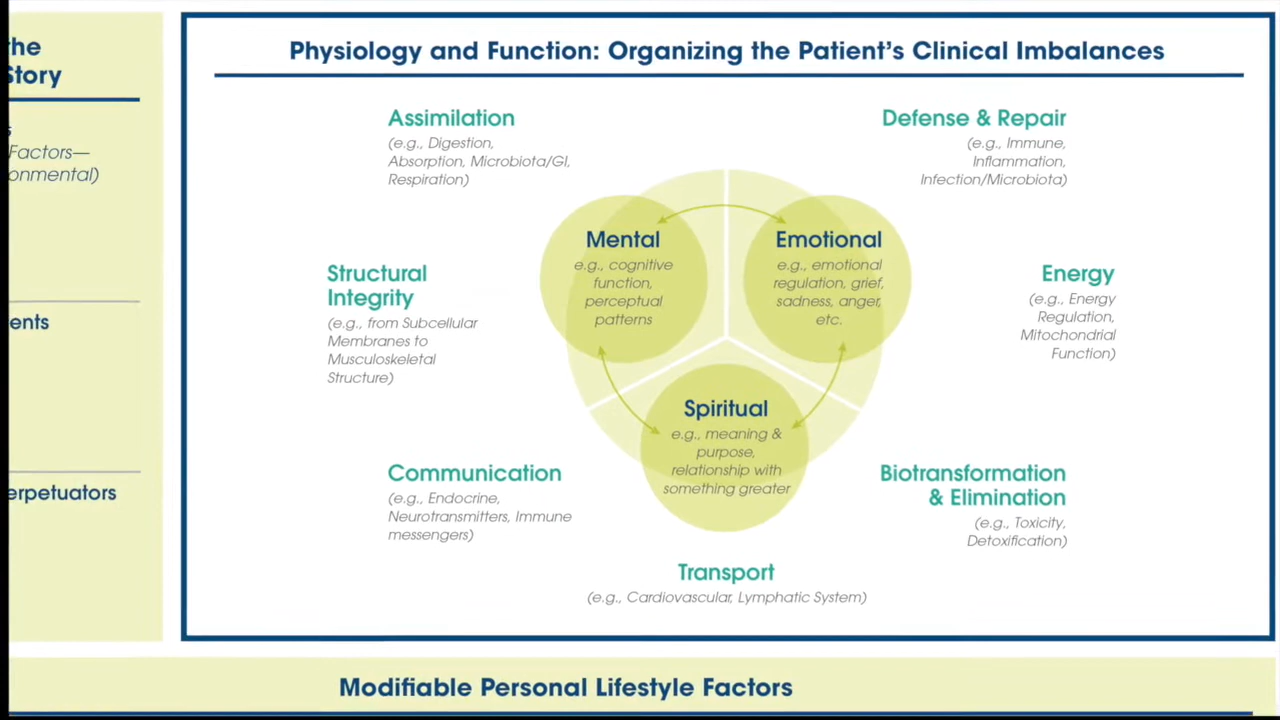 the
Story
Factors—
onmental)
ents
erpetuators
Physiology and Function: Organizing the Patient’s Clinical Imbalances
Assimilation
(e.g., Digestion,
Absorption, Microbiota/GI,
Respiration)
Defense & Repair
(e.g., Immune,
Inflammation,
Infection/Microbiota)
Mental
e.g., cognitive
function,
perceptual
patterns
Emotional
e.g., emotional
regulation, grief,
sadness, anger,
etc.
Structural
Integrity
(e.g., from Subcellular
Membranes to
Musculoskeletal
Structure)
Energy
(e.g., Energy
Regulation,
Mitochondrial
Function)
Spiritual
e.g., meaning &
purpose,
relationship with
something greater
Communication
(e.g., Endocrine,
Neurotransmitters, Immune
messengers)
Biotransformation
& Elimination
(e.g., Toxicity,
Detoxification)
Transport
(e.g., Cardiovascular, Lymphatic System)
Modifiable Personal Lifestyle Factors